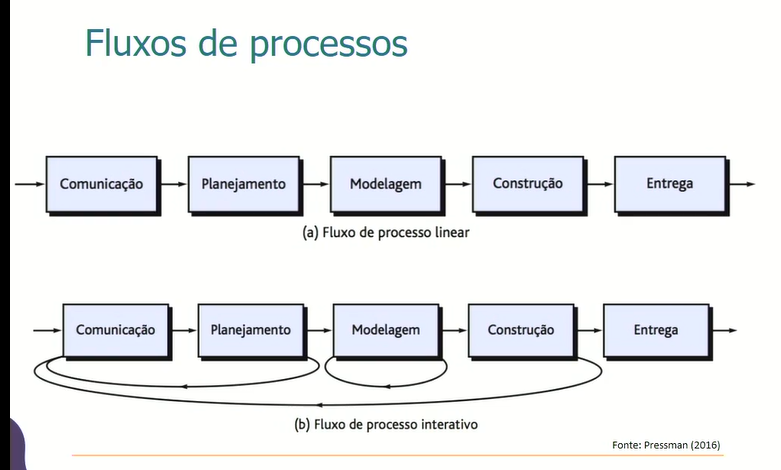 Fluxos de processos
Comunicação Planejamento Modelagem Construção Entrega
(a) Fluxo de processo linear
Comunicação Planejamento Modelagem Construção Entrega
(b) Fluxo de processo interativo
Fonte: Pressman (2016)